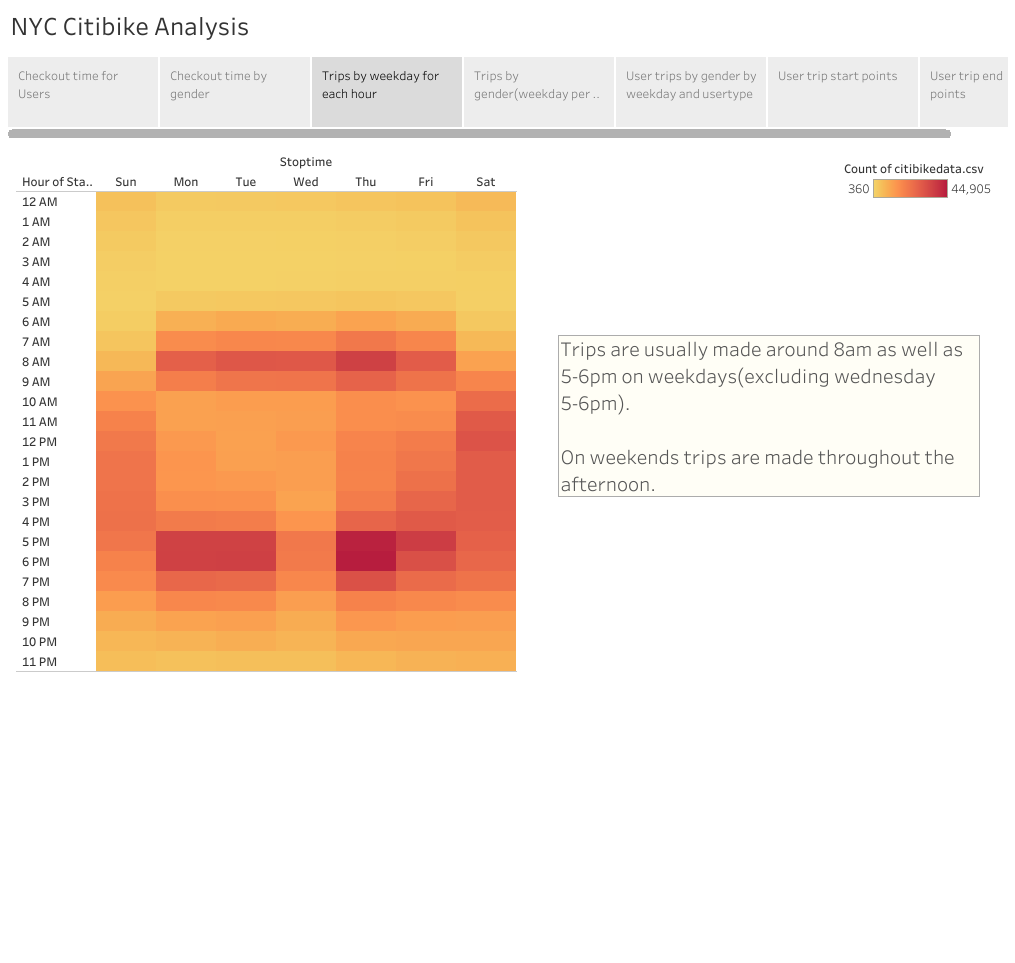 NYC Citibike Analysis
Checkout time for
Users
Checkout time by
gender
Trips by weekday for
each hour
Trips by
gender(weekday per ..
User trips by gender by
weekday and usertype
User trip start points
User trip end
points
Stoptime
Hour of Sta.. Sun Mon Tue Wed Thu Fri Sat
12 AM
1 AM
2 AM
3 AM
4 AM
5 AM
6 AM
7 AM
8 AM
9 AM
10 AM
11 AM
12 PM
1 PM
2 PM
3 PM
4 PM
5 PM
6 PM
7 PM
8 PM
9 PM
10 PM
11 PM
Count of citibikedata.csv
360 44,905
Trips are usually made around 8am as well as
5-6pm on weekdays(excluding wednesday
5-6pm).
On weekends trips are made throughout the
afternoon.